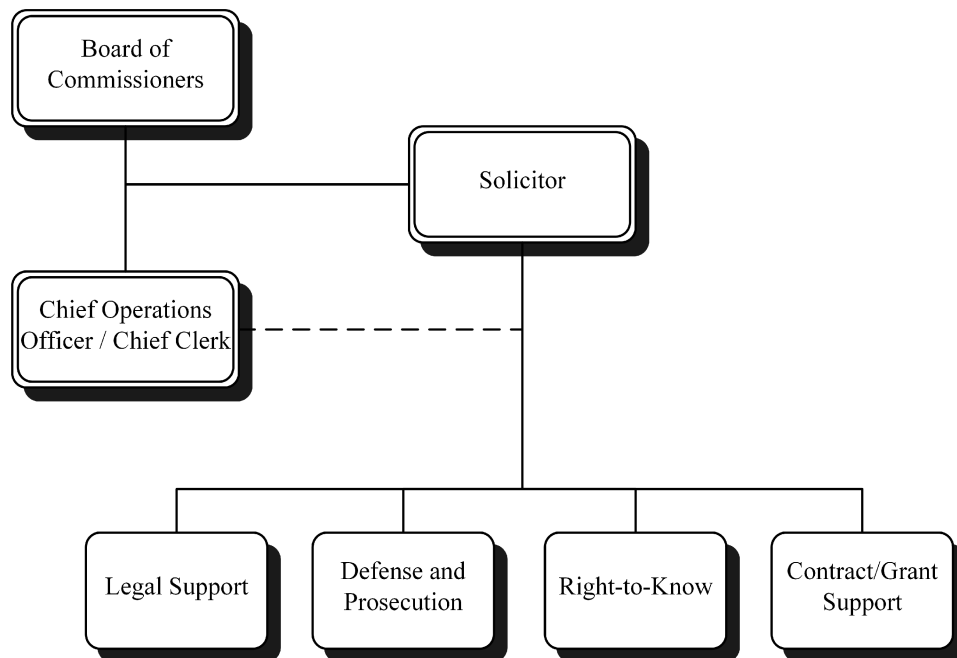 Board of
Commissioners
Solicitor
Chief Operations
Officer / Chief Clerk
Legal Support
Defense and
Prosecution
Right-to-Know
Contract/Grant
Support